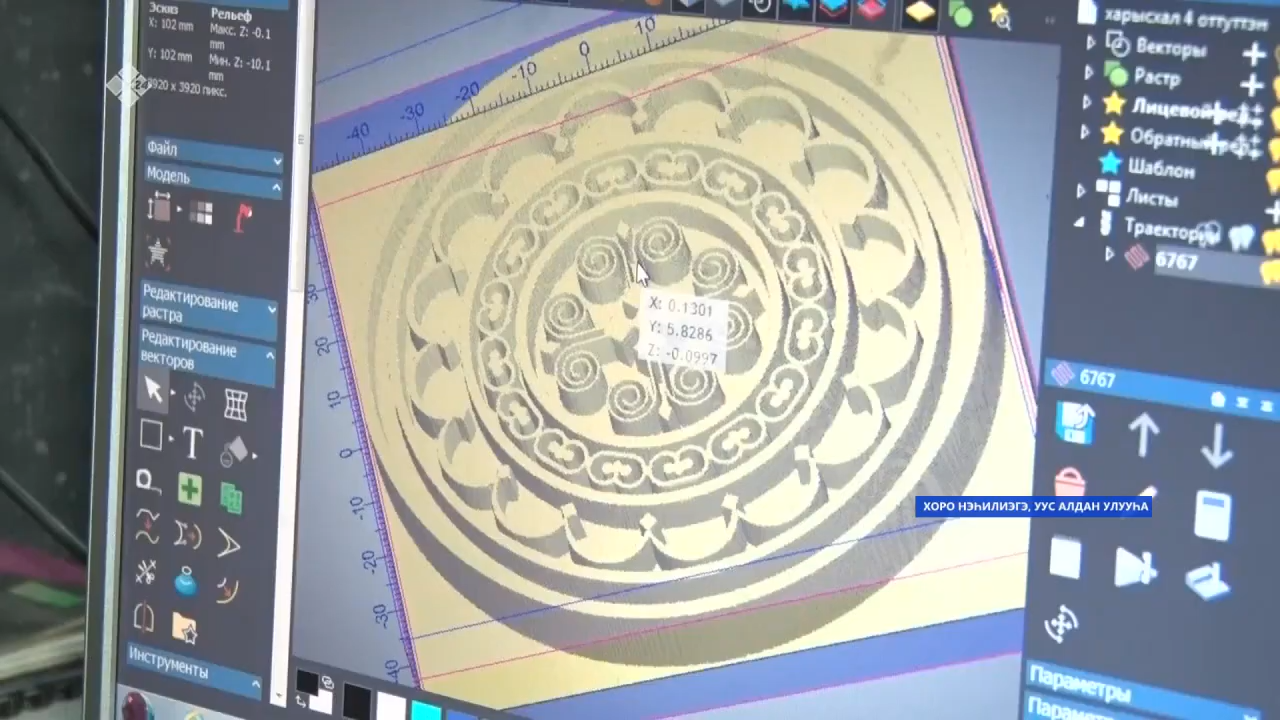 Эскиз
Рельеф
X: 102 mm
Макс. Z: -0.1
mm
Y: 102 mm
Мин. Z: -10.1
mm
3920 x 3920 пикс.
Файл
Модель
Редактирование
растра
Редактирование
векторов
Инструменты
-40
-30
-20
-10
0
10
30
20
10
0
-10
-20
-30
-40
X: 0.1301
Y: 5.8286
Z: -0.0997
харысхал 4 оттуттэн
Векторы
Растр
Лицевой
Обратный
Шаблон
Листы
6767
6767
ХОРО НЭҺИЛИЭГЭ, УУС АЛДАН УЛУУҺА
Параметры